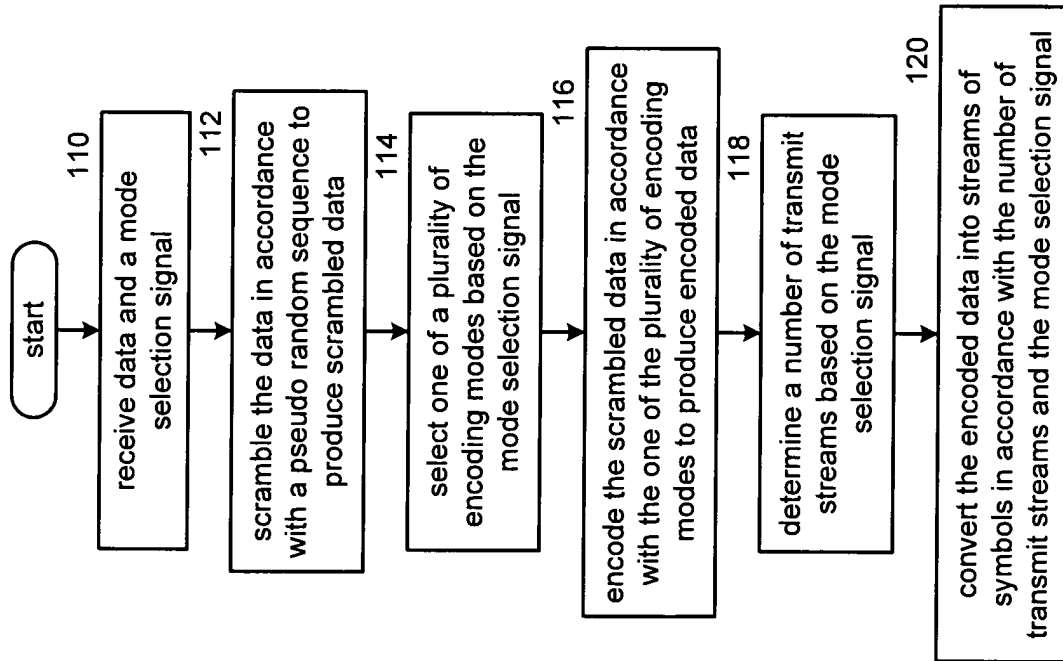 start
110
receive data and a mode
selection signal
112
scramble the data in accordance
with a pseudo random sequence to
produce scrambled data
114
select one of a plurality of
encoding modes based on the
mode selection signal
116
encode the scrambled data in accordance
with the one of the plurality of encoding
modes to produce encoded data
118
determine a number of transmit
streams based on the mode
selection signal
120
convert the encoded data into streams of
symbols in accordance with the number of
transmit streams and the mode selection signal